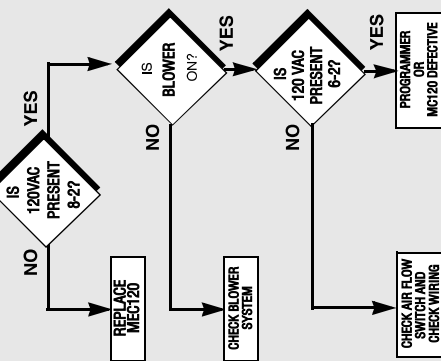 IS
120VAC
PRESENT
8-2?
YES
NO
REPLACE
MEC120
IS
BLOWER
ON?
YES
NO
CHECK BLOWER
SYSTEM
IS
120 VAC
PRESENT
6-2?
YES
NO
PROGRAMMER
OR
MC120 DEFECTIVE
CHECK AIR FLOW
SWITCH AND
CHECK WIRING